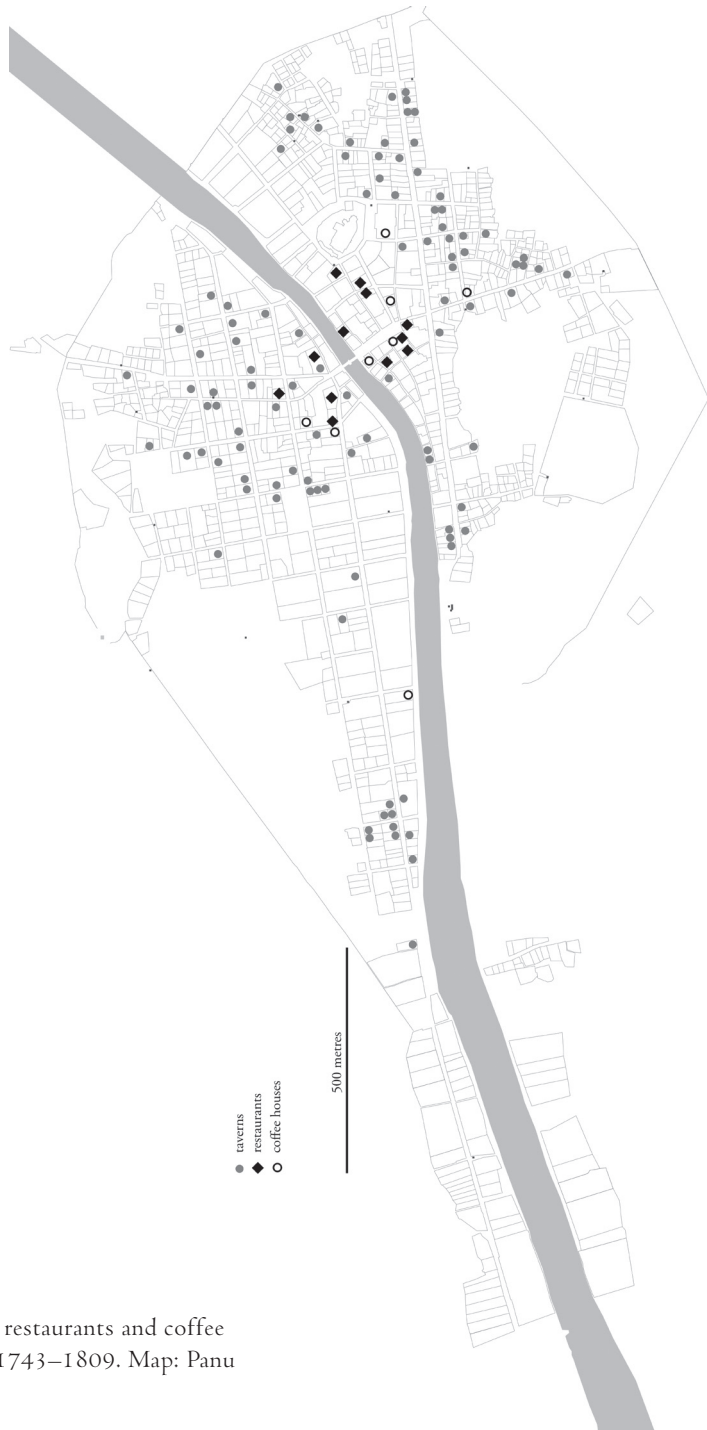 taverns
restaurants
coffee houses
500 metres
restaurants and coffee
1743–1809. Map: Panu